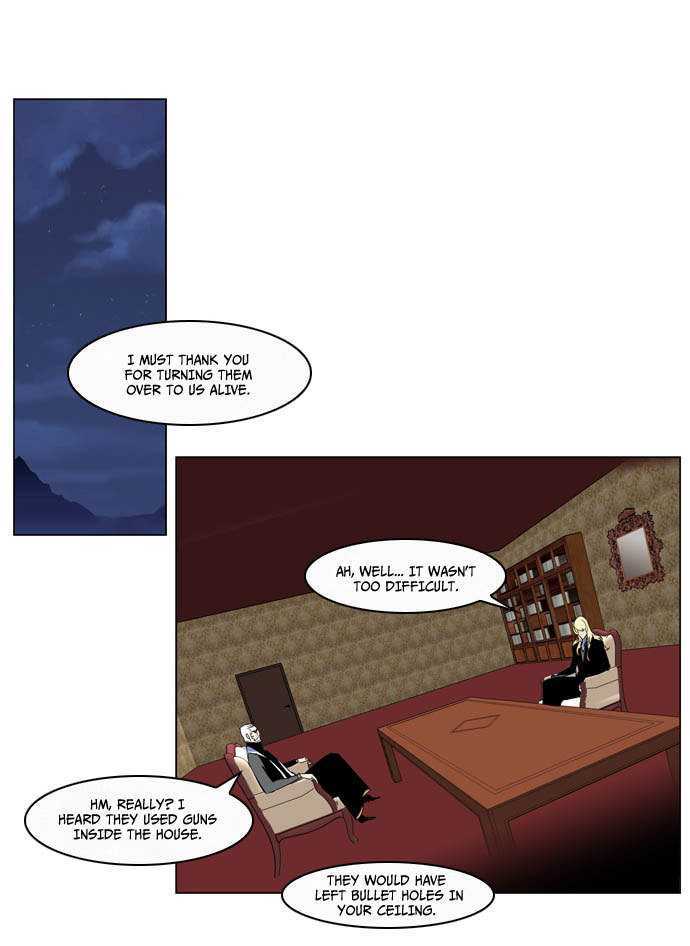 I MUST THANK YOU
FOR TURNING THEM
OVER TO US ALIVE.
AH, WELL... IT WASN'T
TOO DIFFICULT.
HM, REALLY? I
HEARD THEY USED GUNS
INSIDE THE HOUSE.
THEY WOULD HAVE
LEFT BULLET HOLES IN
YOUR CEILING.